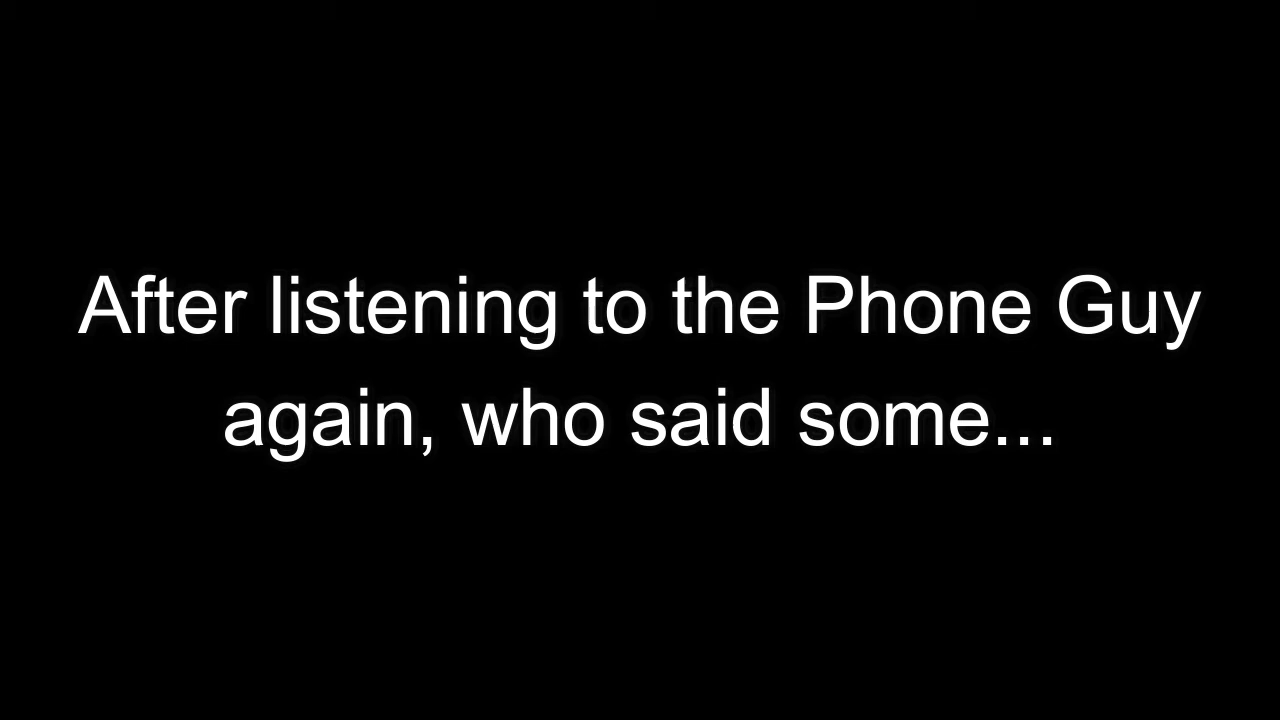 After listening to the Phone Guy
again, who said some...